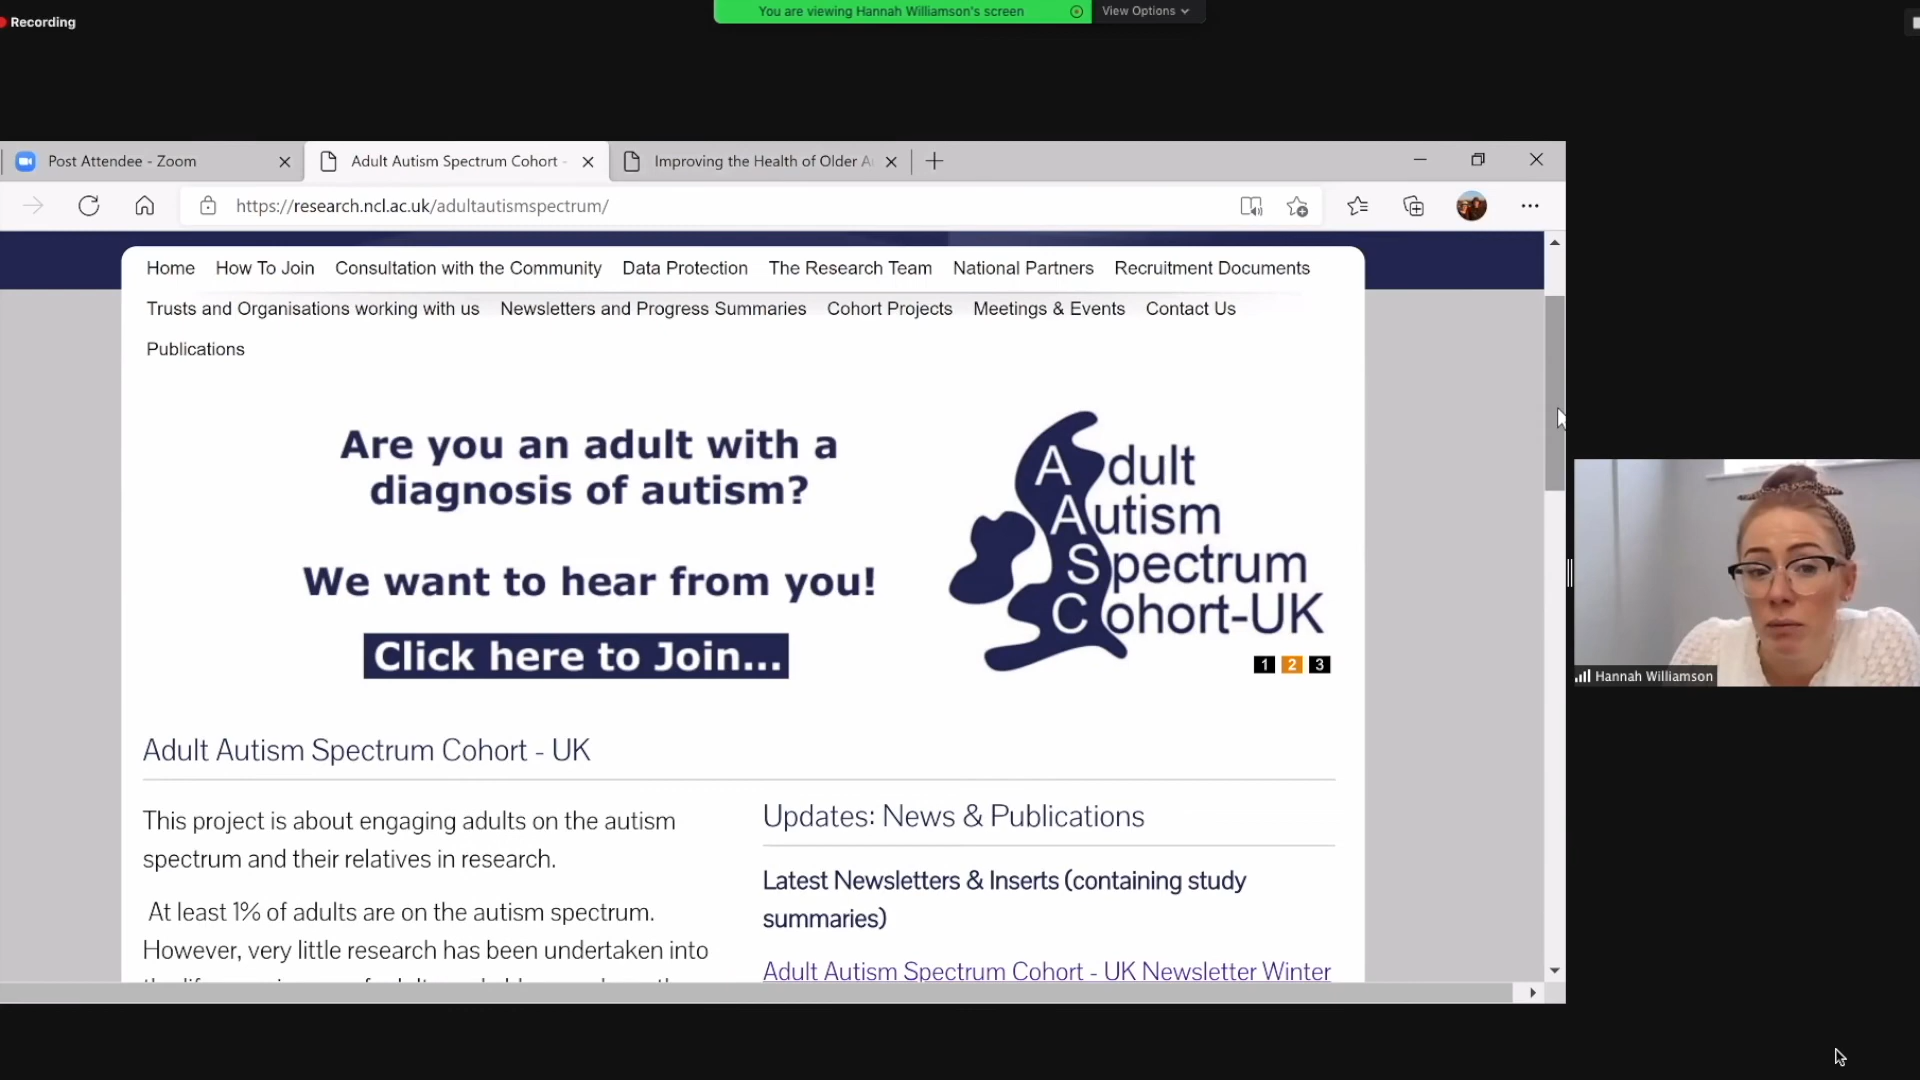 Recording
You are viewing Hannah Williamson's screen
View Options
Post Attendee - Zoom
Adult Autism Spectrum Cohort -
Improving the Health of Older
https://research.ncl.ac.uk/adultautismspectrum/
Home How To Join Consultation with the Community Data Protection The Research Team National Partners Recruitment Documents
Trusts and Organisations working with us Newsletters and Progress Summaries Cohort Projects Meetings & Events Contact Us
Publications
Are you an adult with a
diagnosis of autism?
We want to hear from you!
Click here to Join...
Adult
Autism
Spectrum
Cohort-UK
1 2 3
Adult Autism Spectrum Cohort - UK
This project is about engaging adults on the autism
spectrum and their relatives in research.
At least 1% of adults are on the autism spectrum.
However, very little research has been undertaken into
Updates: News & Publications
Latest Newsletters & Inserts (containing study
summaries)
Adult Autism Spectrum Cohort - UK Newsletter Winter
Hannah Williamson